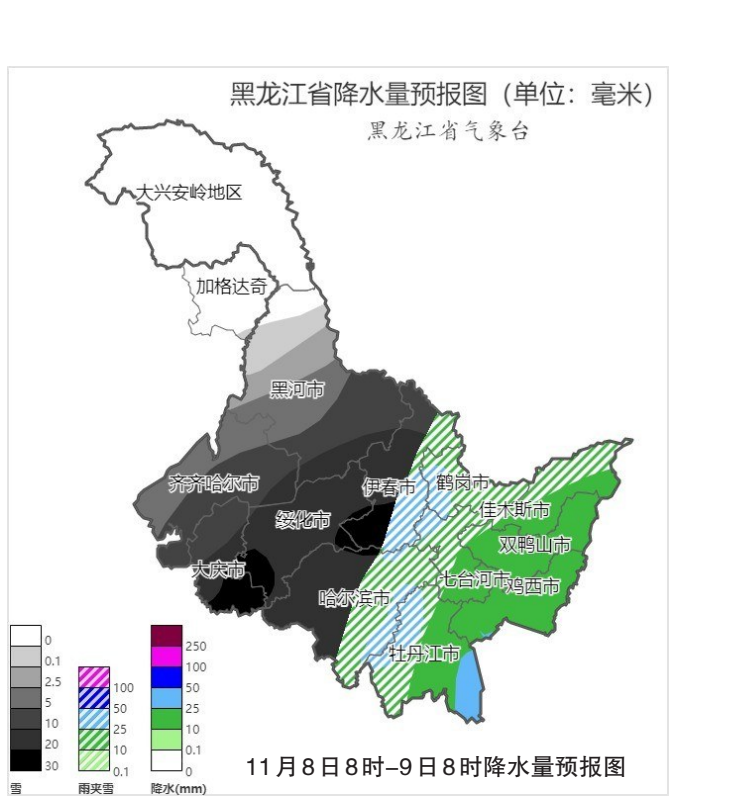 黑龙江省降水量预报图（单位：毫米）
黑龙江省气象台
大兴安岭地区
加格达奇
黑河市
齐齐哈尔市
伊春市
鹤岗市
佳木斯市
绥化市
双鸭山市
大庆市
七台河市
鸡西市
哈尔滨市
牡丹江市
0
0.1
2.5
5
10
20
30
雪
100
50
25
10
0.1
雨夹雪
250
100
50
25
10
0.1
0
降水(mm)
11月8日8时–9日8时降水量预报图